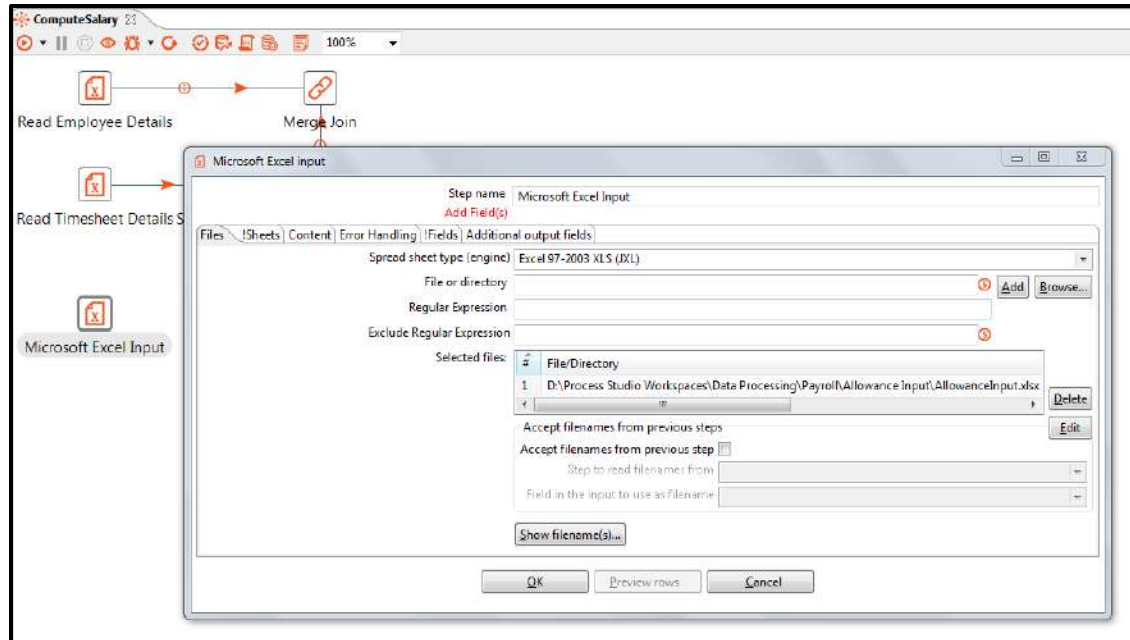 ComputeSalary
100%
Read Employee Details
Merge Join
Read Timesheet Details S
Microsoft Excel Input
Microsoft Excel input
Step name Microsoft Excel Input
Add Field(s)
Files !Sheets Content Error Handling !Fields Additional output fields
Spread sheet type (engine) Excel 97-2003 XLS (JXL)
File or directory Add Browse...
Regular Expression
Exclude Regular Expression
Selected files: # File/Directory
1 D:\Process Studio Workspaces\Data Processing\Payroll\Allowance Input\AllowanceInput.xlsx
Delete
Edit
Accept filenames from previous steps
Accept filenames from previous step
Step to read filenames from
Field in the input to use as filename
Show filename(s)...
OK Preview rows Cancel